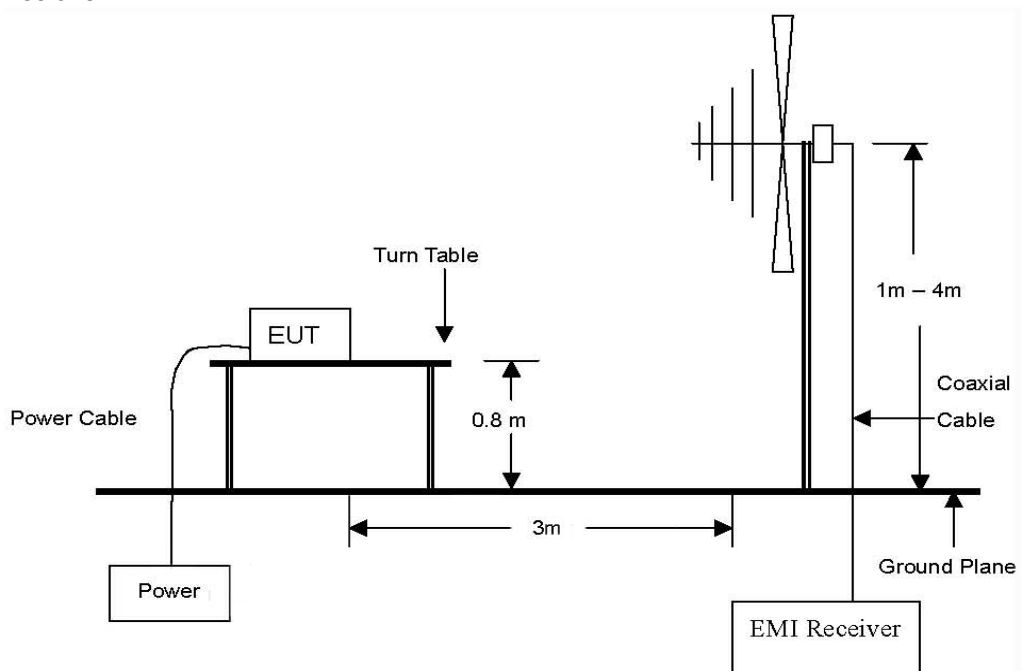 Turn Table
EUT
1m – 4m
Power Cable
0.8 m
Coaxial
Cable
3m
Ground Plane
Power
EMI Receiver